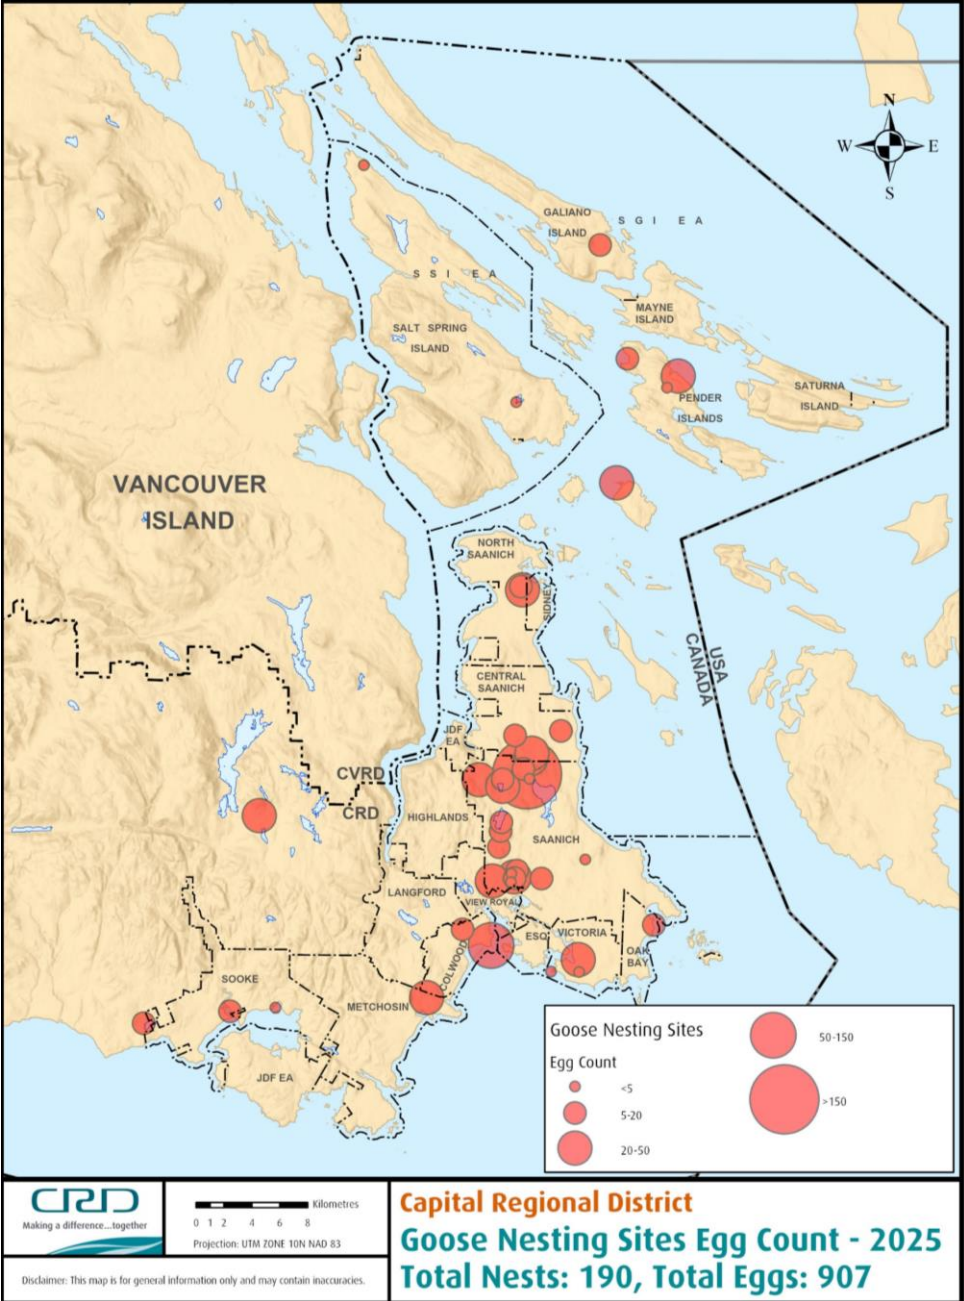 N
W E
S
GALIANO
ISLAND
S G I E A
S S I E A
MAYNE
ISLAND
SALT SPRING
ISLAND
SATURNA
ISLAND
PENDER
ISLANDS
VANCOUVER
ISLAND
NORTH
SAANICH
SIDNEY
USA
CANADA
CENTRAL
SAANICH
JDF
EA
CVRD
CRD
HIGHLANDS
SAANICH
LANGFORD
VIEW ROYAL
ESQ
VICTORIA
OAK
BAY
COLWOOD
SOOKE
METCHOSIN
JDF EA
Goose Nesting Sites
Egg Count
<5
5-20
20-50
50-150
>150
CRD
Making a difference...together
Kilometres
0 1 2 4 6 8
Projection: UTM ZONE 10N NAD 83
Disclaimer: This map is for general information only and may contain inaccuracies.
Capital Regional District
Goose Nesting Sites Egg Count - 2025
Total Nests: 190, Total Eggs: 907